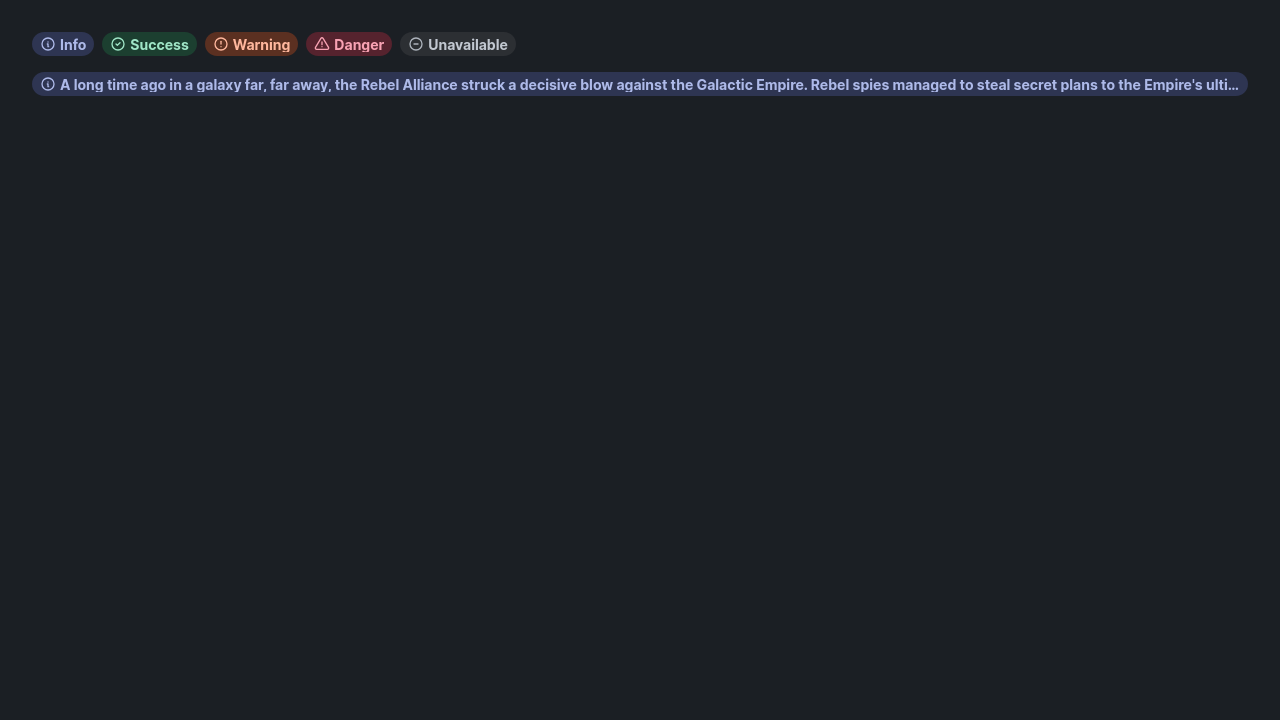 Info Success Warning Danger Unavailable
A long time ago in a galaxy far, far away, the Rebel Alliance struck a decisive blow against the Galactic Empire. Rebel spies managed to steal secret plans to the Empire's ulti…